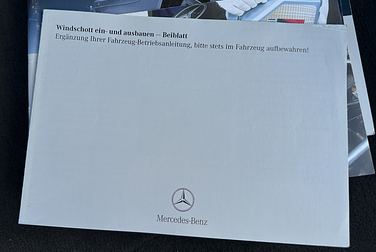 Windschott ein- und ausbauen – Beiblatt
Ergänzung Ihrer Fahrzeug-Betriebsanleitung, bitte stets im Fahrzeug aufbewahren!
Mercedes-Benz